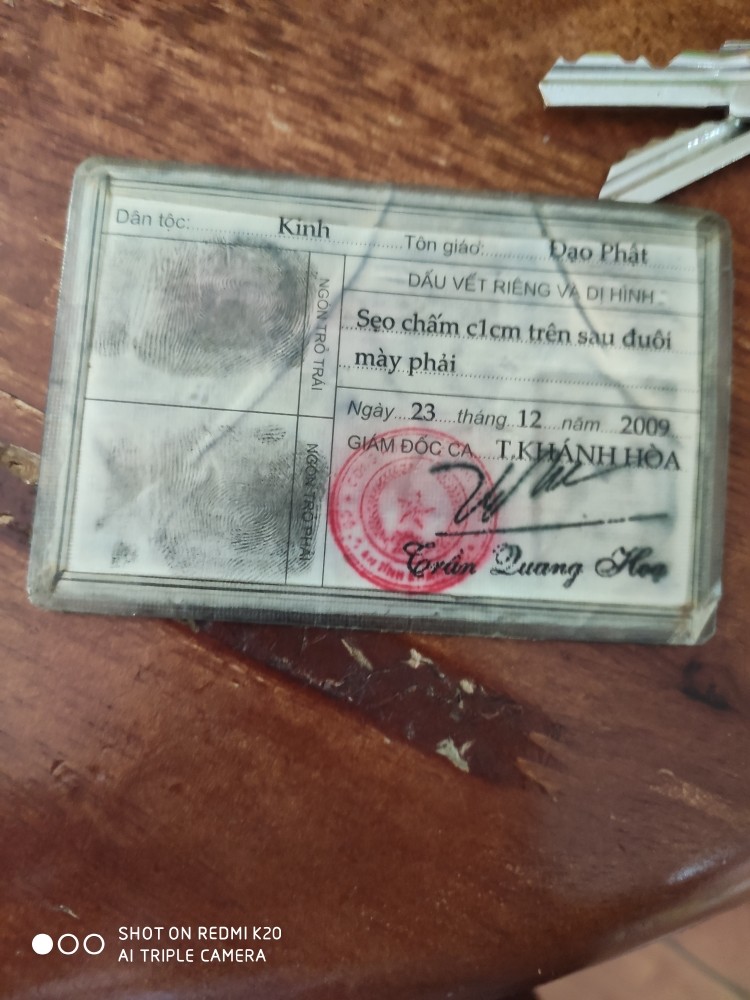 Dân tộc: Kinh Tôn giáo: Đạo Phật
NGÓN TRỎ TRÁI
NGÓN TRỎ PHẢI
DẤU VẾT RIÊNG VÀ DỊ HÌNH
Sẹo chấm c1cm trên sau đuôi
mày phải
Ngày 23 tháng 12 năm 2009
GIÁM ĐỐC CA T.KHÁNH HÒA
Trần Quang Hoa
SHOT ON REDMI K20
AI TRIPLE CAMERA